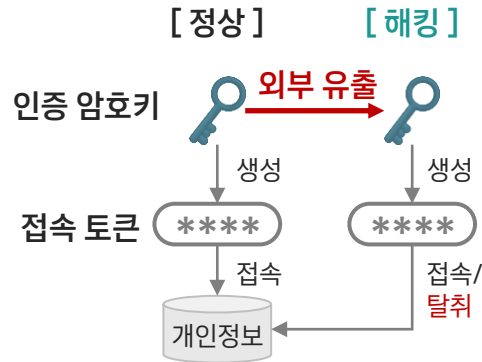 [ 정상 ] [ 해킹 ]
외부 유출
인증 암호키
생성 생성
접속 토큰 **** ****
접속 접속/
탈취
개인정보